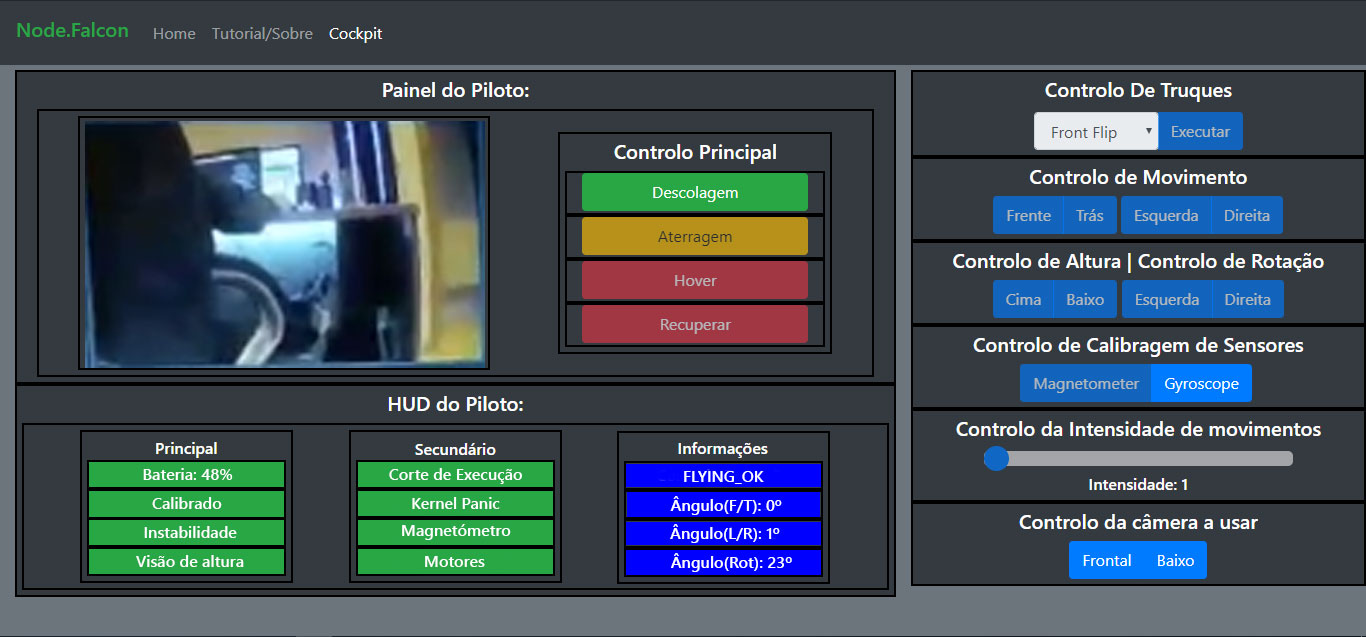 Node.Falcon Home Tutorial/Sobre Cockpit
Painel do Piloto:
Controlo Principal
Descolagem
Aterragem
Hover
Recuperar
HUD do Piloto:
Principal
Bateria: 48%
Calibrado
Instabilidade
Visão de altura
Secundário
Corte de Execução
Kernel Panic
Magnetómetro
Motores
Informações
FLYING_OK
Ângulo(F/T): 0º
Ângulo(L/R): 1º
Ângulo(Rot): 23º
Controlo De Truques
Front Flip Executar
Controlo de Movimento
Frente Trás Esquerda Direita
Controlo de Altura | Controlo de Rotação
Cima Baixo Esquerda Direita
Controlo de Calibragem de Sensores
Magnetometer Gyroscope
Controlo da Intensidade de movimentos
Intensidade: 1
Controlo da câmera a usar
Frontal Baixo